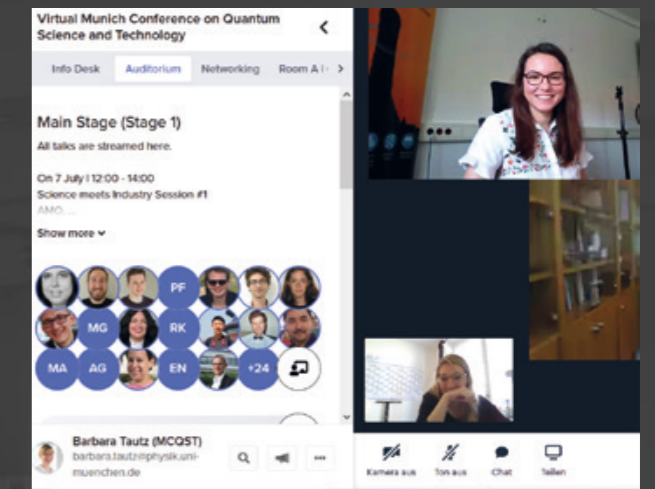 Virtual Munich Conference on Quantum
Science and Technology
Info Desk Auditorium Networking Room A
Main Stage (Stage 1)
All talks are streamed here.
On 7 July | 12:00 - 14:00
Science meets Industry Session #1
AMO, ...
Show more
PF
MG RK
MA AG EN +24
Barbara Tautz (MCQST)
barbara.tautz@physik.uni-
muenchen.de
Kamera aus Ton aus Chat Teilen